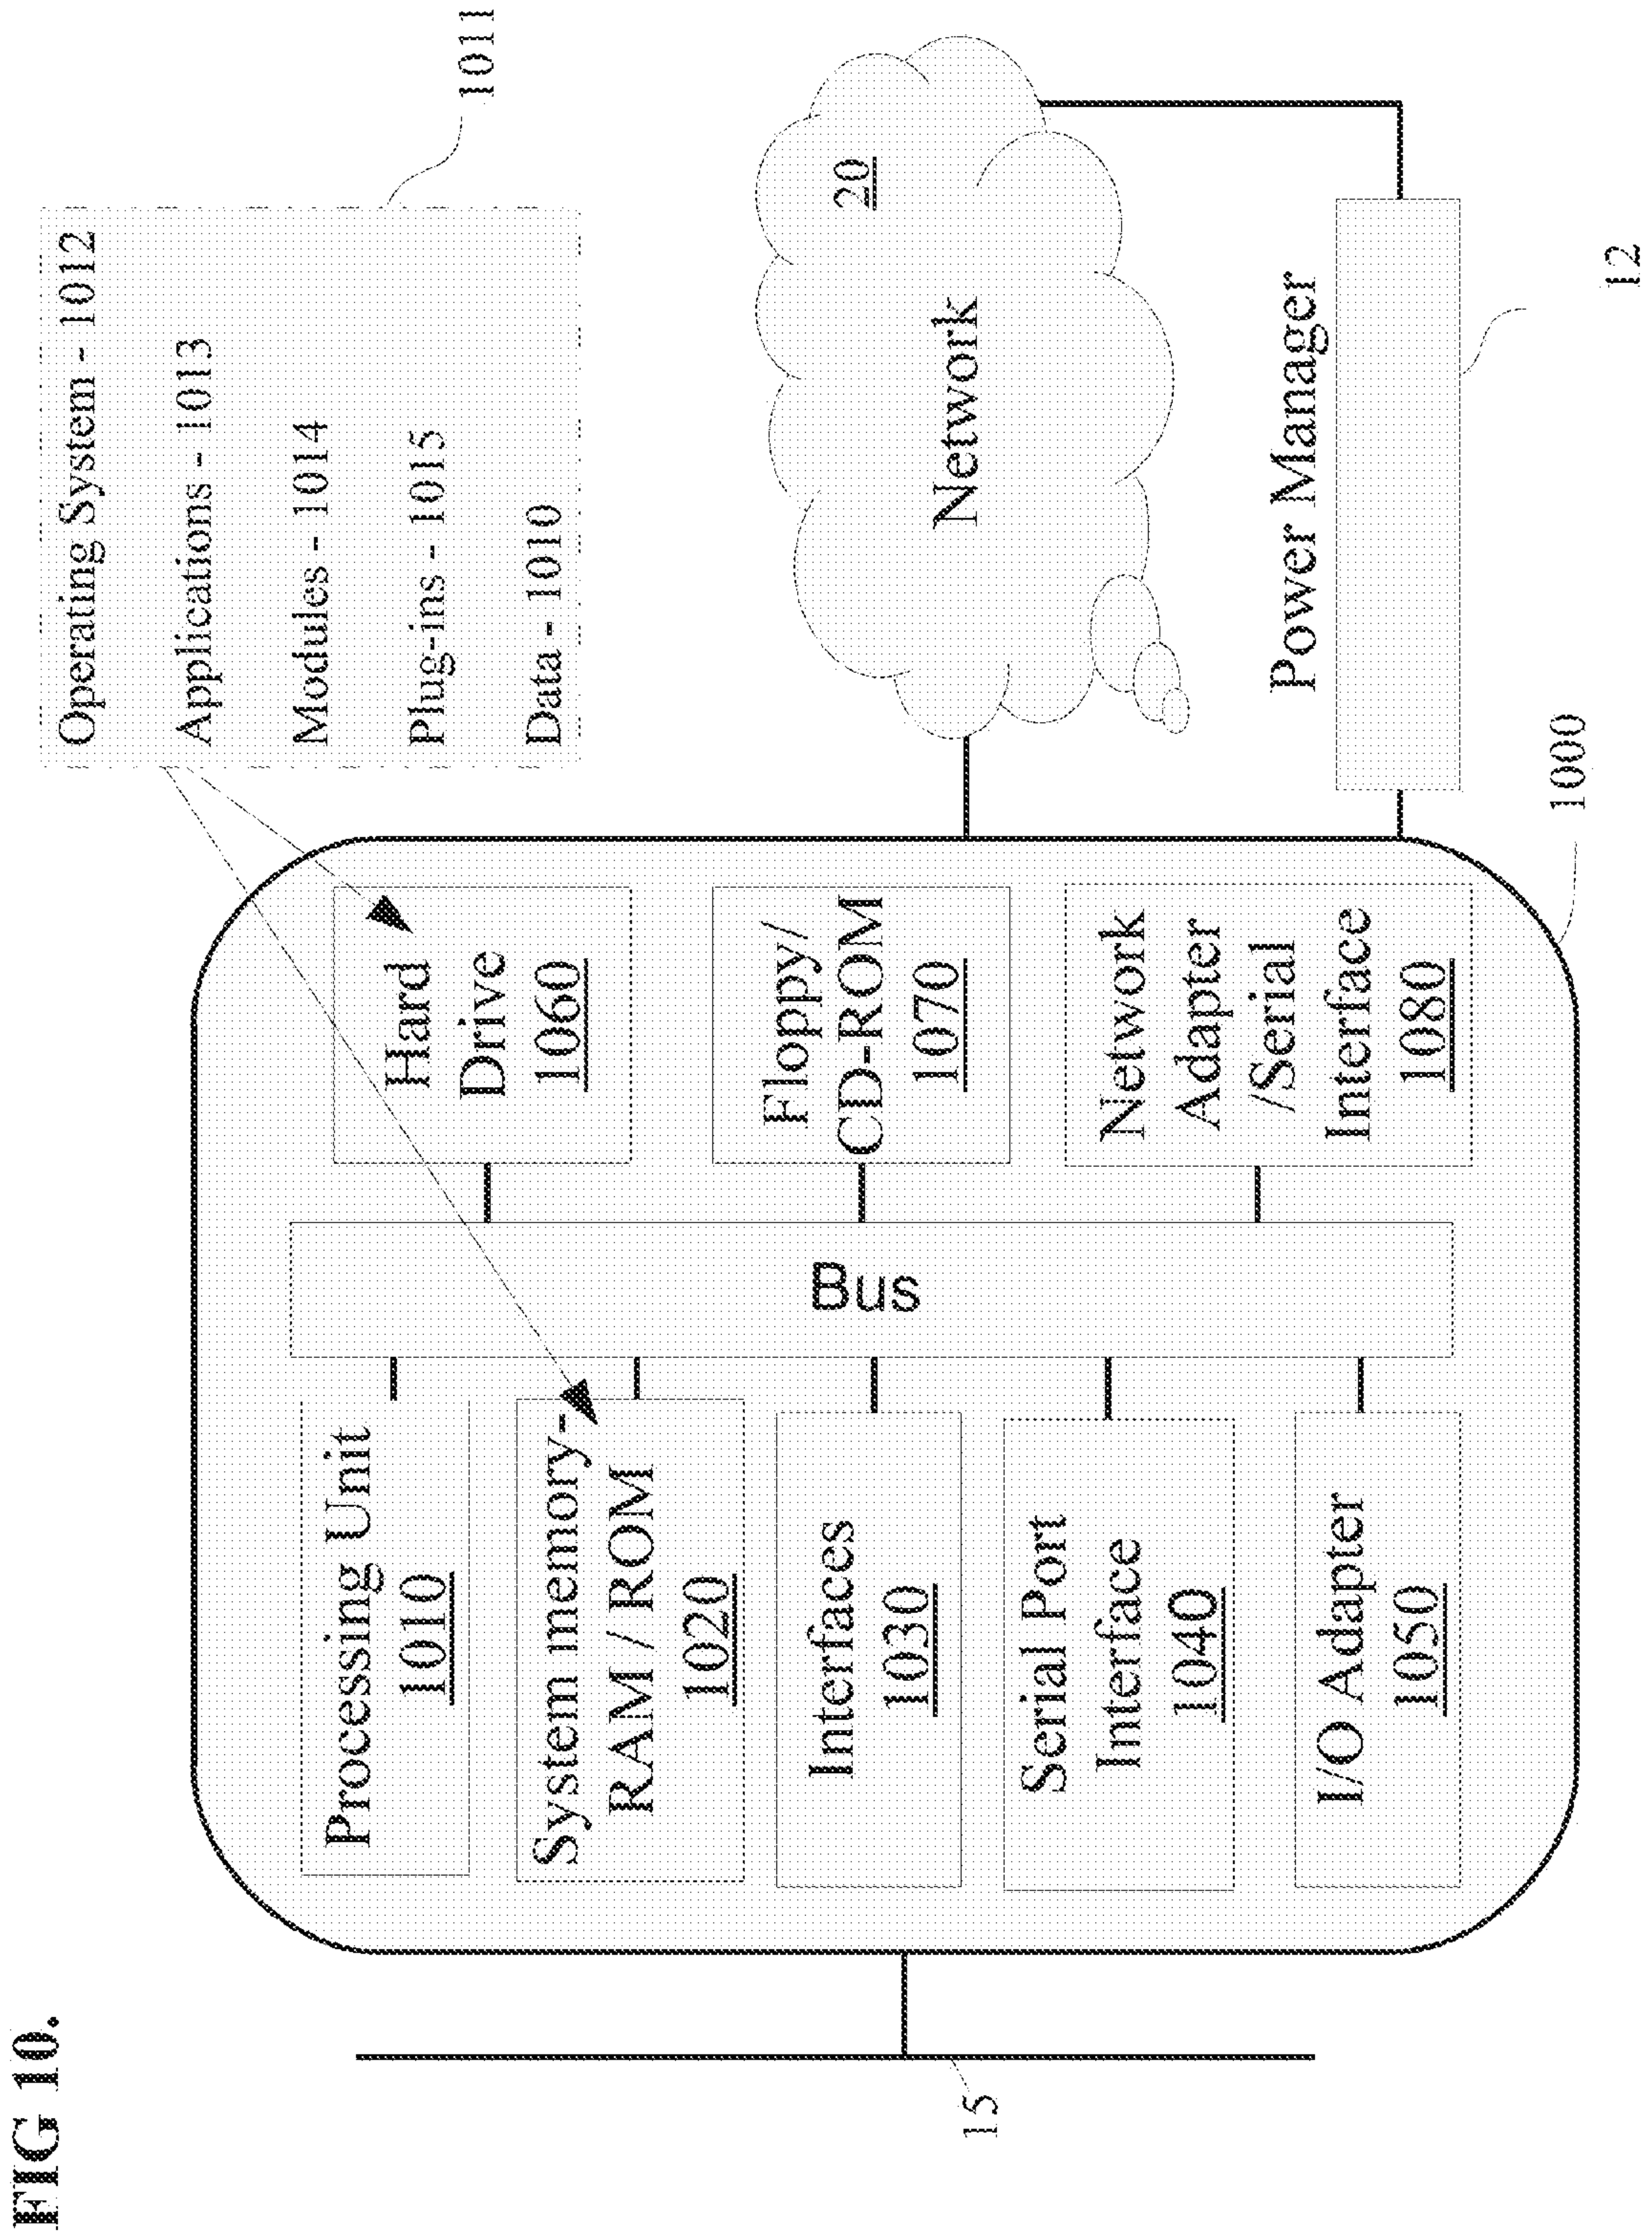 FIG 10.
Operating System - 1012
Applications - 1013
Modules - 1014
Plug-ins - 1015
Data - 1010
1011
Processing Unit
1010
System memory-
RAM / ROM
1020
Interfaces
1030
Serial Port
Interface
1040
I/O Adapter
1050
Bus
Hard
Drive
1060
Floppy/
CD-ROM
1070
Network
Adapter
/Serial
Interface
1080
Network
20
Power Manager
12
1000
15